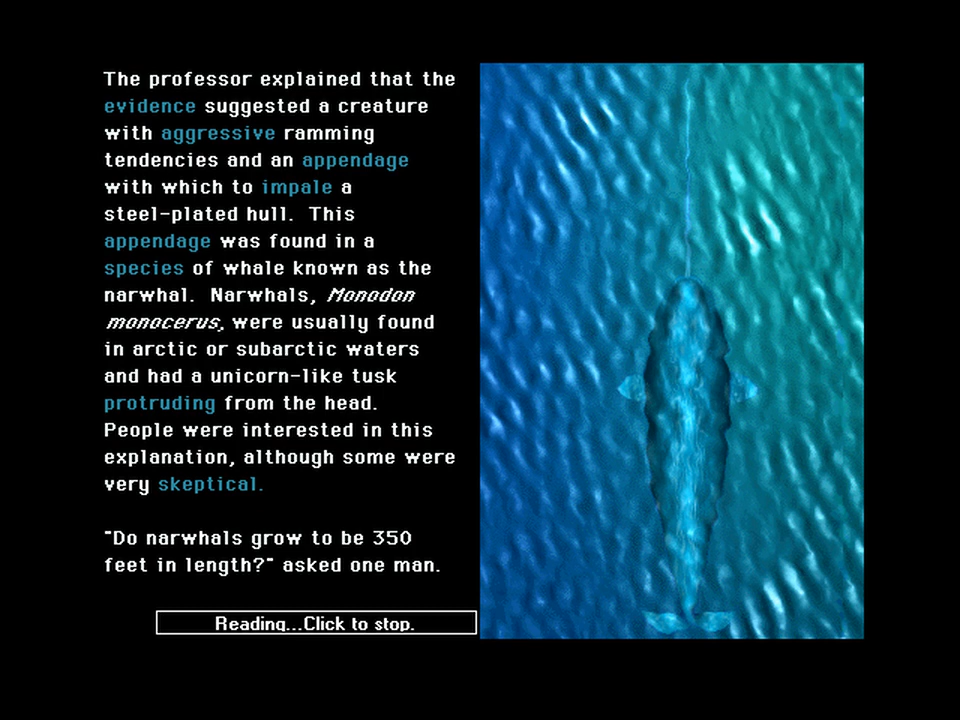 The professor explained that the
evidence suggested a creature
with aggressive ramming
tendencies and an appendage
with which to impale a
steel-plated hull.  This
appendage was found in a
species of whale known as the
narwhal.  Narwhals, Monodon
monocerus, were usually found
in arctic or subarctic waters
and had a unicorn-like tusk
protruding from the head.
People were interested in this
explanation, although some were
very skeptical.
"Do narwhals grow to be 350
feet in length?" asked one man.
Reading...Click to stop.